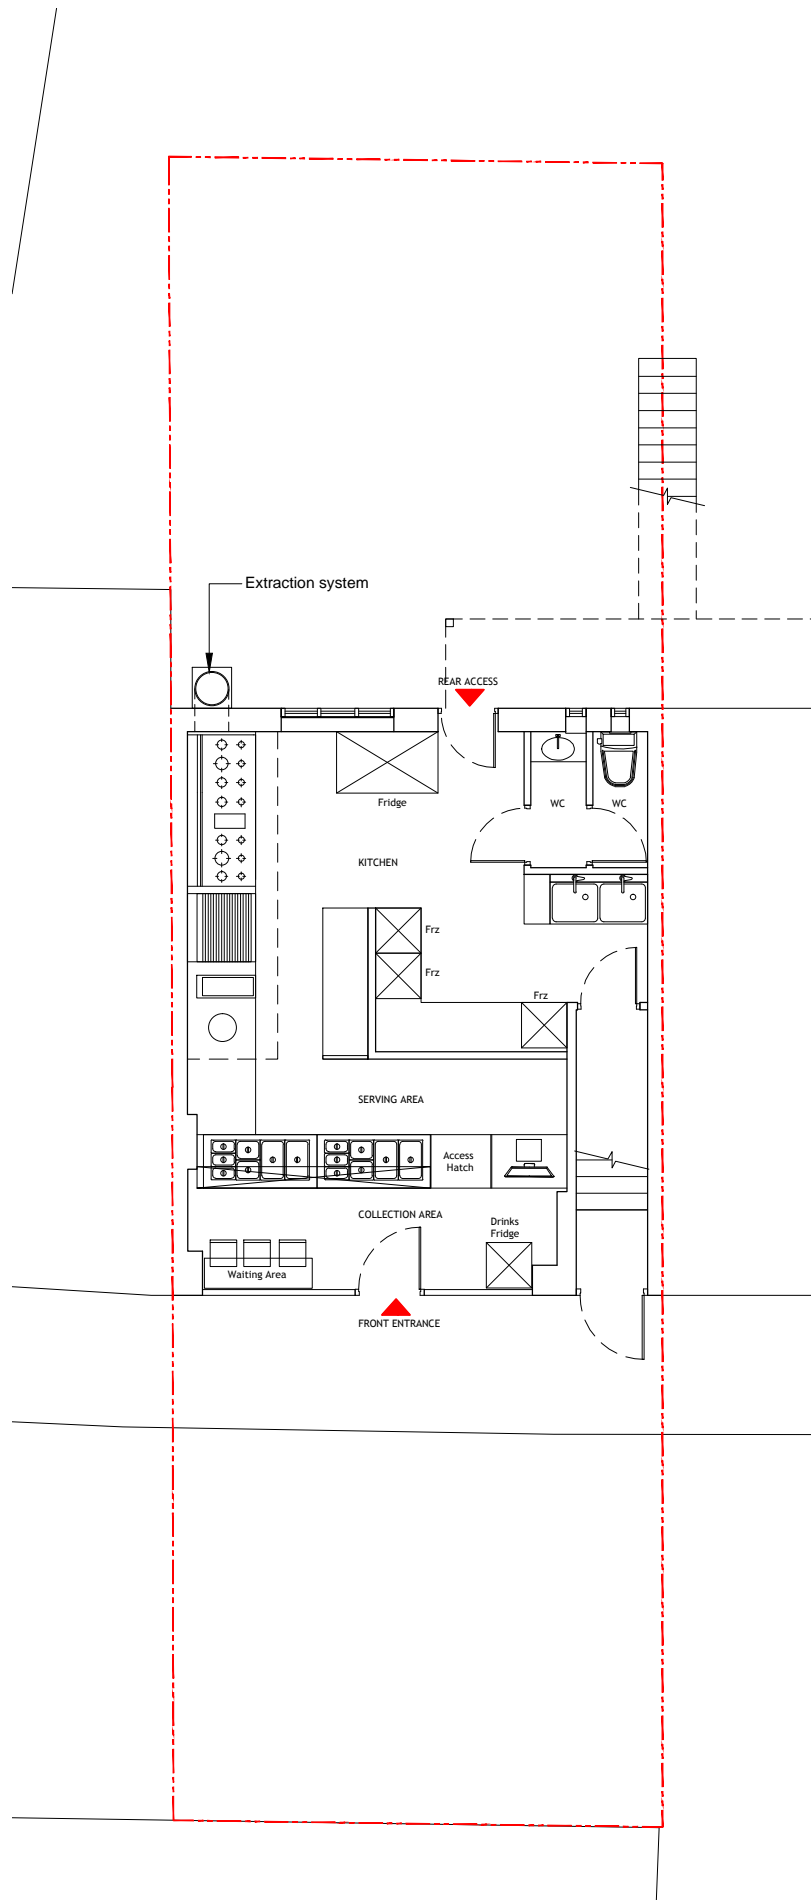 Extraction system
REAR ACCESS
Fridge
WC
WC
KITCHEN
Frz
Frz
Frz
SERVING AREA
Access
Hatch
COLLECTION AREA
Drinks
Fridge
Waiting Area
FRONT ENTRANCE